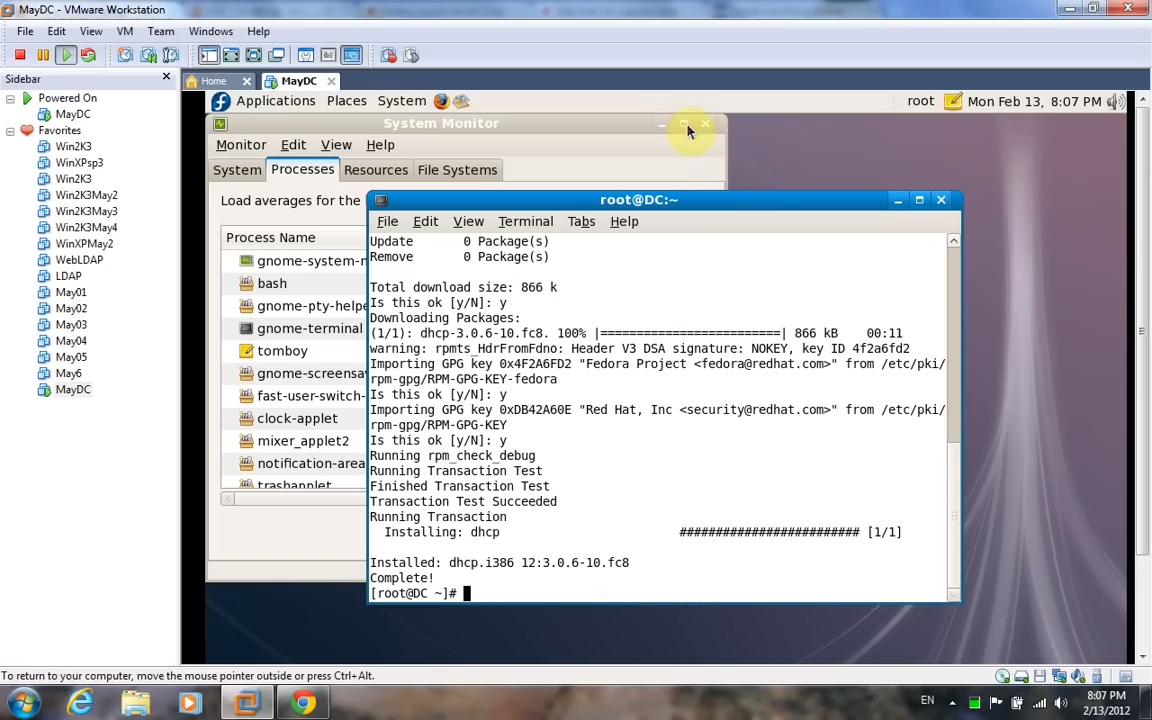 MayDC - VMware Workstation
File Edit View VM Team Windows Help
Sidebar
Home MayDC
Powered On
MayDC
Favorites
Win2K3
WinXPsp3
Win2K3
Win2K3May2
Win2K3May3
Win2K3May4
WinXPMay2
WebLDAP
LDAP
May01
May02
May03
May04
May05
May6
MayDC
Applications Places System root Mon Feb 13, 8:07 PM
System Monitor
Monitor Edit View Help
System Processes Resources File Systems
Load averages for the
Process Name
gnome-system-
bash
gnome-pty-helpe
gnome-terminal
tomboy
gnome-screensa
fast-user-switch-
clock-applet
mixer_applet2
notification-area
trashapplet
root@DC:~
File Edit View Terminal Tabs Help
Update 0 Package(s)
Remove 0 Package(s)
Total download size: 866 k
Is this ok [y/N]: y
Downloading Packages:
(1/1): dhcp-3.0.6-10.fc8. 100% |=========================| 866 kB 00:11
warning: rpmts_HdrFromFdno: Header V3 DSA signature: NOKEY, key ID 4f2a6fd2
Importing GPG key 0x4F2A6FD2 "Fedora Project <fedora@redhat.com>" from /etc/pki/
rpm-gpg/RPM-GPG-KEY-fedora
Is this ok [y/N]: y
Importing GPG key 0xDB42A60E "Red Hat, Inc <security@redhat.com>" from /etc/pki/
rpm-gpg/RPM-GPG-KEY
Is this ok [y/N]: y
Running rpm_check_debug
Running Transaction Test
Finished Transaction Test
Transaction Test Succeeded
Running Transaction
Installing: dhcp ######################### [1/1]
Installed: dhcp.i386 12:3.0.6-10.fc8
Complete!
[root@DC ~]#
To return to your computer, move the mouse pointer outside or press Ctrl+Alt.
EN 8:07 PM
2/13/2012